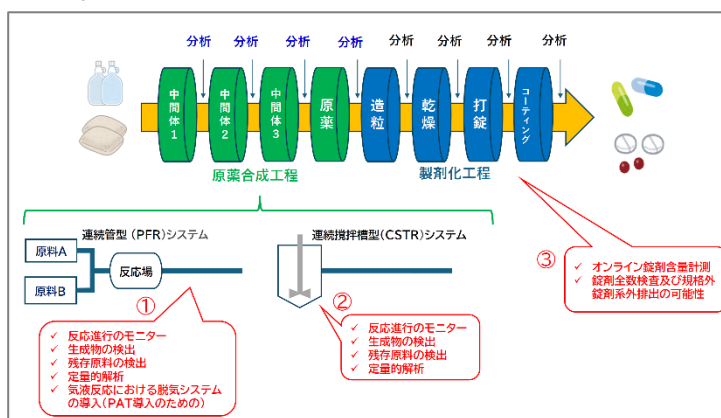 分析 分析 分析 分析 分析 分析 分析 分析
中間体1
中間体2
中間体3
原薬
造粒
乾燥
打錠
コーティング
原薬合成工程
製剤化工程
連続管型(PFR)システム
原料A
原料B
反応場
連続撹拌槽型(CSTR)システム
①
✓ 反応進行のモニター
✓ 生成物の検出
✓ 残存原料の検出
✓ 定量的解析
✓ 気液反応における脱気システム
の導入(PAT導入のための)
②
✓ 反応進行のモニター
✓ 生成物の検出
✓ 残存原料の検出
✓ 定量的解析
③
✓ オンライン錠剤含量計測
✓ 錠剤全数検査及び規格外
錠剤系外排出の可能性